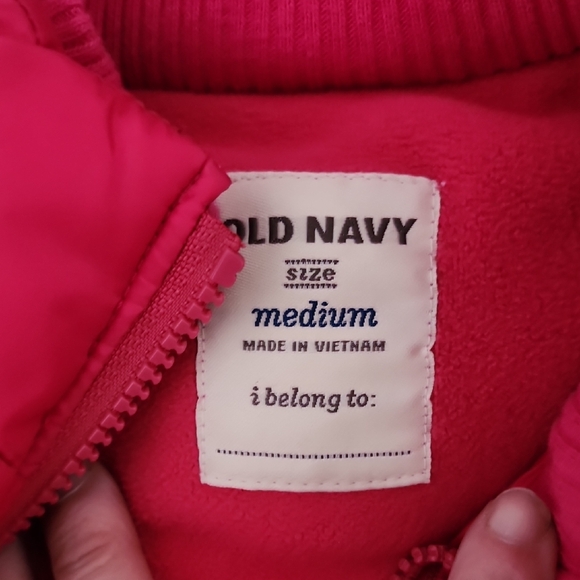 OLD NAVY
size
medium
MADE IN VIETNAM
i belong to: